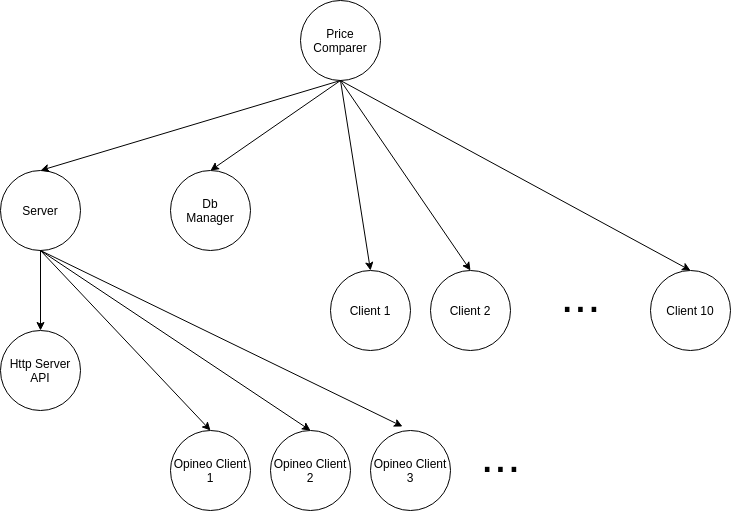 Price
Comparer
Server
Db
Manager
Client 1
Client 2
...
Client 10
Http Server
API
Opineo Client
1
Opineo Client
2
Opineo Client
3
...